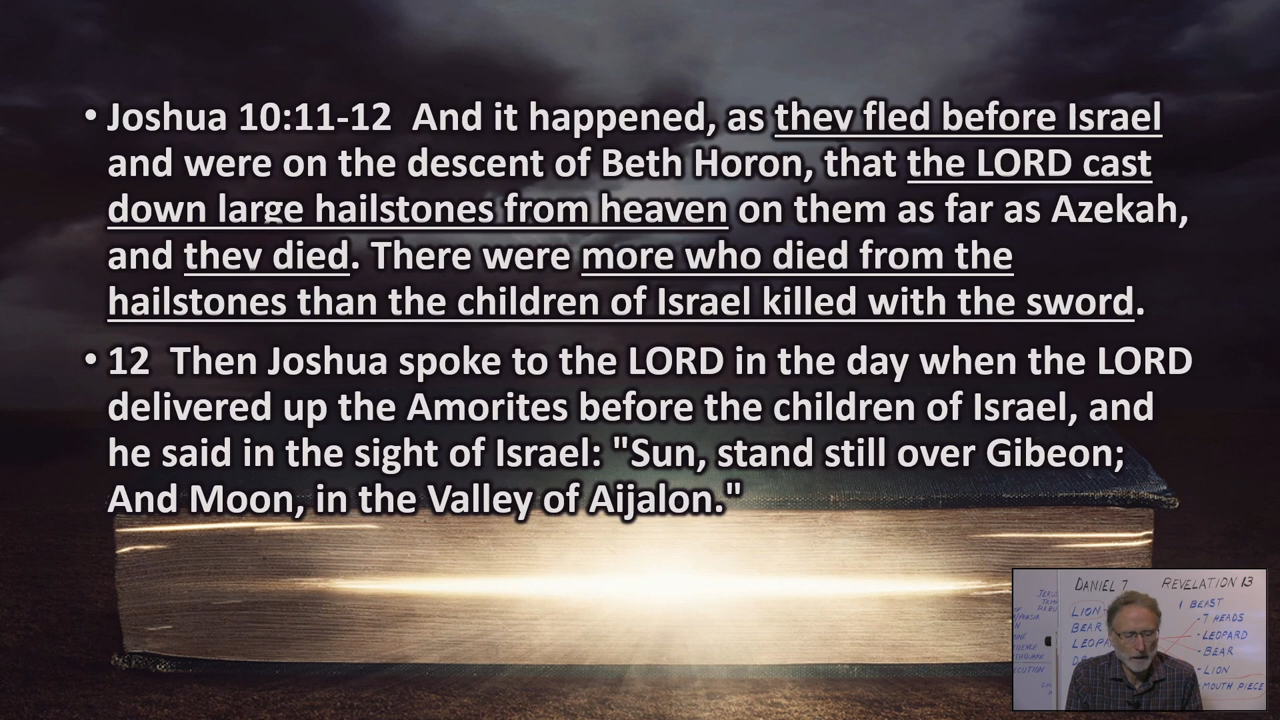 • Joshua 10:11-12 And it happened, as they fled before Israel
and were on the descent of Beth Horon, that the LORD cast
down large hailstones from heaven on them as far as Azekah,
and they died. There were more who died from the
hailstones than the children of Israel killed with the sword.
• 12 Then Joshua spoke to the LORD in the day when the LORD
delivered up the Amorites before the children of Israel, and
he said in the sight of Israel: "Sun, stand still over Gibeon;
And Moon, in the Valley of Aijalon."
DANIEL 7
LION
BEAR
REVELATION 13
1 BEAST
- 7 HEADS
- LEOPARD
- BEAR
- LION
- MOUTH PIECE